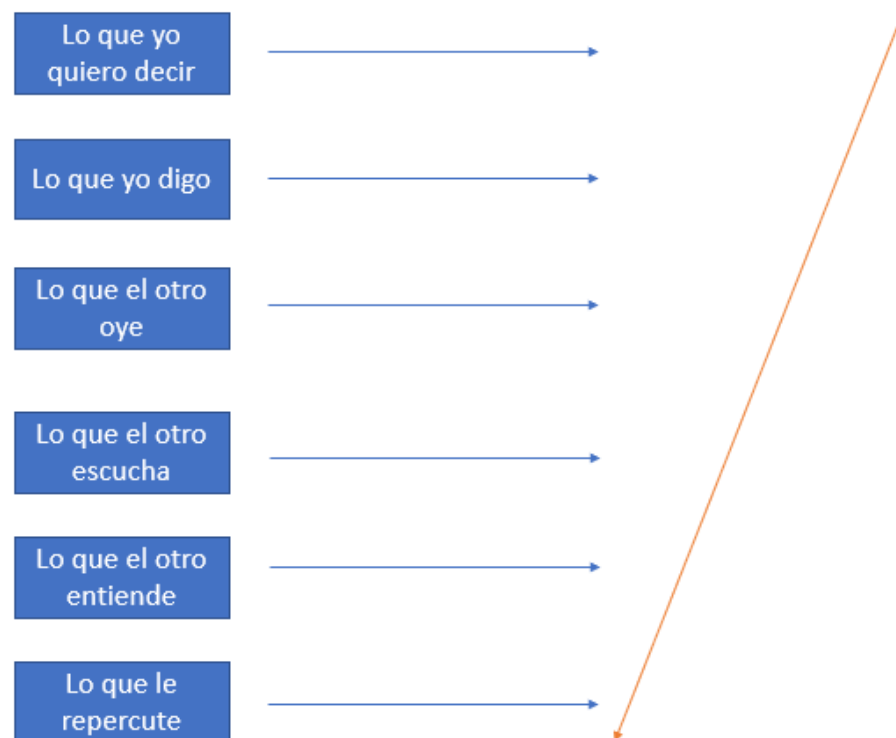 Lo que yo
quiero decir
Lo que yo digo
Lo que el otro
oye
Lo que el otro
escucha
Lo que el otro
entiende
Lo que le
repercute